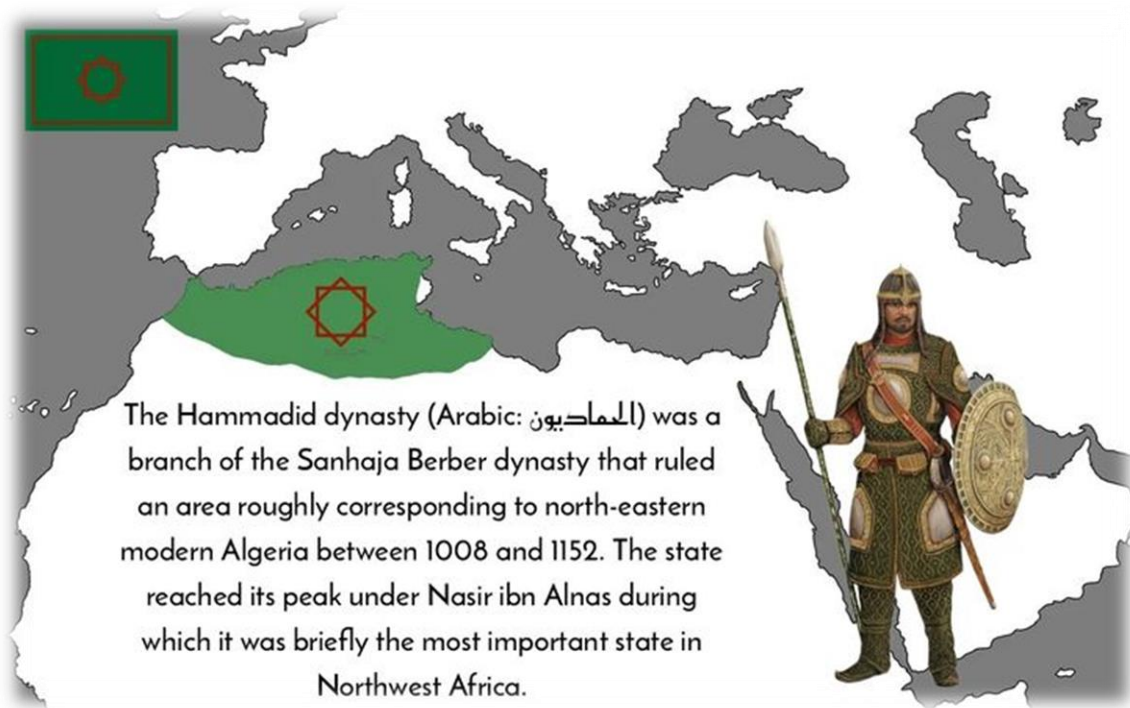 The Hammadid dynasty (Arabic: الحماديون) was a
branch of the Sanhaja Berber dynasty that ruled
an area roughly corresponding to north-eastern
modern Algeria between 1008 and 1152. The state
reached its peak under Nasir ibn Alnas during
which it was briefly the most important state in
Northwest Africa.